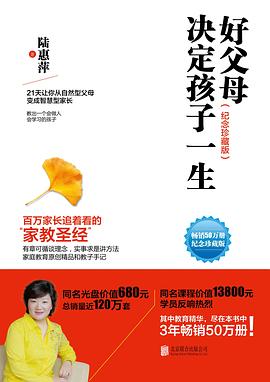 好父母
决定孩子一生
（纪念珍藏版）
陆惠萍
著
21天让你从自然型父母
变成智慧型家长
教出一个会做人
会学习的孩子
畅销50万册
纪念珍藏版
百万家长追着看的
“家教圣经”
有章可循谈理念，实事求是讲方法
家庭教育原创精品和教子手记
同名光盘价值680元
总销量近120万套
同名课程价值13800元
学员反响热烈
其中教育精华，尽在本书中
3年畅销50万册！
北京联合出版公司